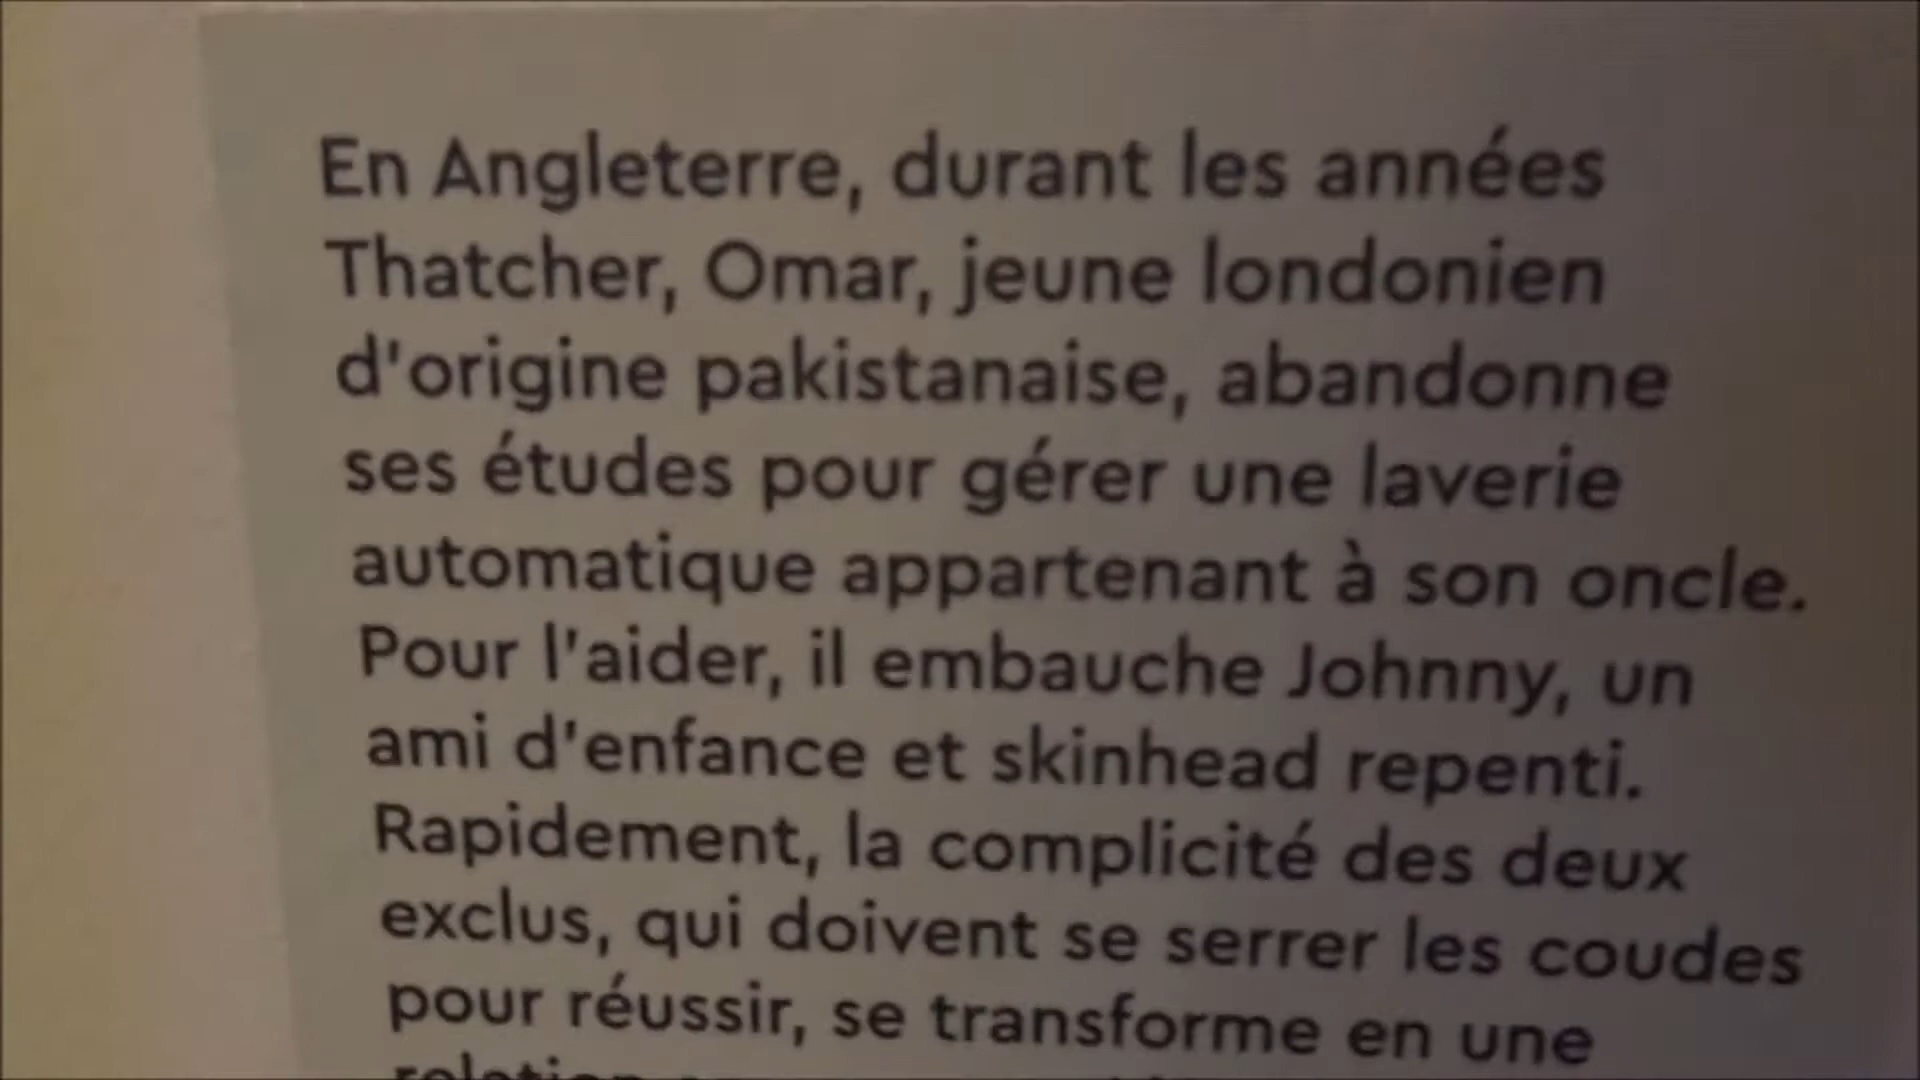 En Angleterre, durant les années
Thatcher, Omar, jeune londonien
d'origine pakistanaise, abandonne
ses études pour gérer une laverie
automatique appartenant à son oncle.
Pour l'aider, il embauche Johnny, un
ami d'enfance et skinhead repenti.
Rapidement, la complicité des deux
exclus, qui doivent se serrer les coudes
pour réussir, se transforme en une
relation